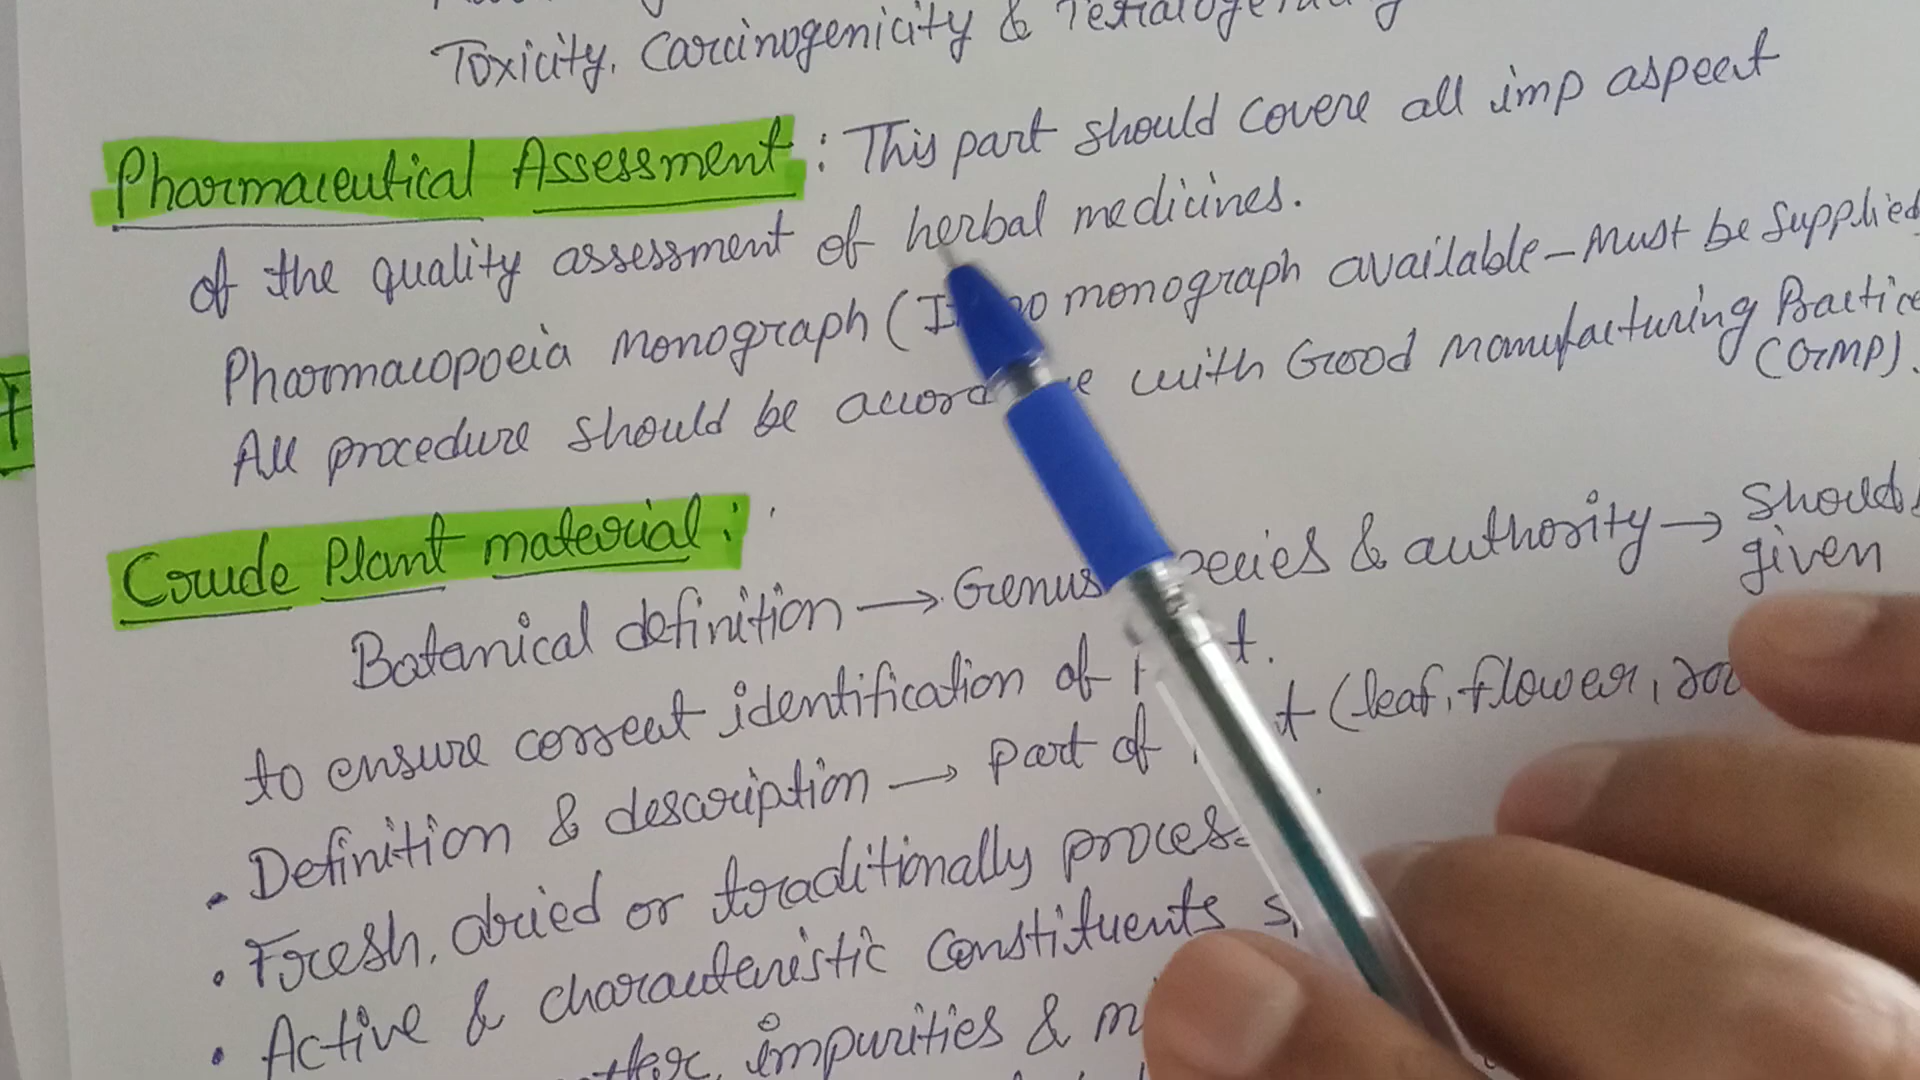 Toxicity, Carcinogenicity &
Pharmaceutical Assessment : This part should cover all imp aspect
of the quality assessment of herbal medicines.
Pharmacopoeia monograph ( monograph available – Must be Supplied
All procedure should be with Good Manufacturing Practice
(GMP).
Crude Plant material :
Botanical definition → Genus & authority → Should
given
to ensure correct identification of
• Definition & description → Part of (leaf, flower,
• Fresh, dried or traditionally
• Active & characteristic constituents
impurities &